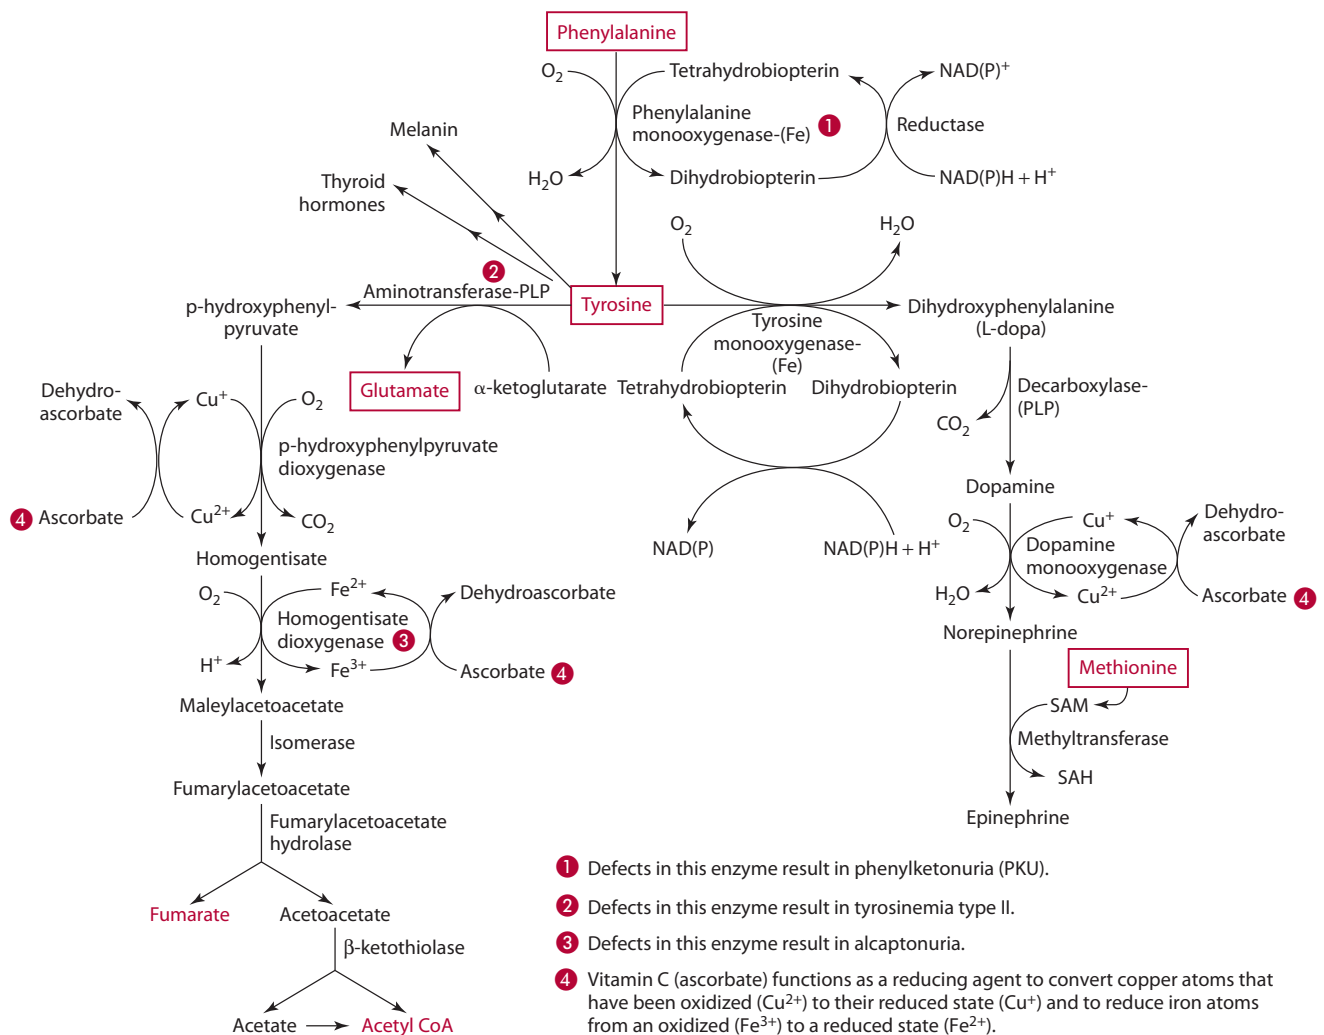 Phenylalanine
O₂
Tetrahydrobiopterin
NAD(P)⁺
Phenylalanine
monooxygenase-(Fe)
1
Reductase
H₂O
Dihydrobiopterin
NAD(P)H + H⁺
Melanin
Thyroid
hormones
O₂
H₂O
2
Aminotransferase-PLP
p-hydroxyphenyl-
pyruvate
Tyrosine
Tyrosine
monooxygenase-
(Fe)
Dihydroxyphenylalanine
(L-dopa)
Glutamate
α-ketoglutarate
Tetrahydrobiopterin
Dihydrobiopterin
Decarboxylase-
(PLP)
CO₂
Dehydro-
ascorbate
Cu⁺
O₂
p-hydroxyphenylpyruvate
dioxygenase
4 Ascorbate
Cu²⁺
CO₂
NAD(P)
NAD(P)H + H⁺
Dopamine
O₂
Cu⁺
Dehydro-
ascorbate
Dopamine
monooxygenase
H₂O
Cu²⁺
Ascorbate 4
Homogentisate
O₂
Fe²⁺
Dehydroascorbate
Homogentisate
dioxygenase 3
H⁺
Fe³⁺
Ascorbate 4
Norepinephrine
Methionine
SAM
Methyltransferase
SAH
Epinephrine
Maleylacetoacetate
Isomerase
Fumarylacetoacetate
Fumarylacetoacetate
hydrolase
Fumarate
Acetoacetate
β-ketothiolase
Acetate
Acetyl CoA
1 Defects in this enzyme result in phenylketonuria (PKU).
2 Defects in this enzyme result in tyrosinemia type II.
3 Defects in this enzyme result in alcaptonuria.
4 Vitamin C (ascorbate) functions as a reducing agent to convert copper atoms that
have been oxidized (Cu²⁺) to their reduced state (Cu⁺) and to reduce iron atoms
from an oxidized (Fe³⁺) to a reduced state (Fe²⁺).